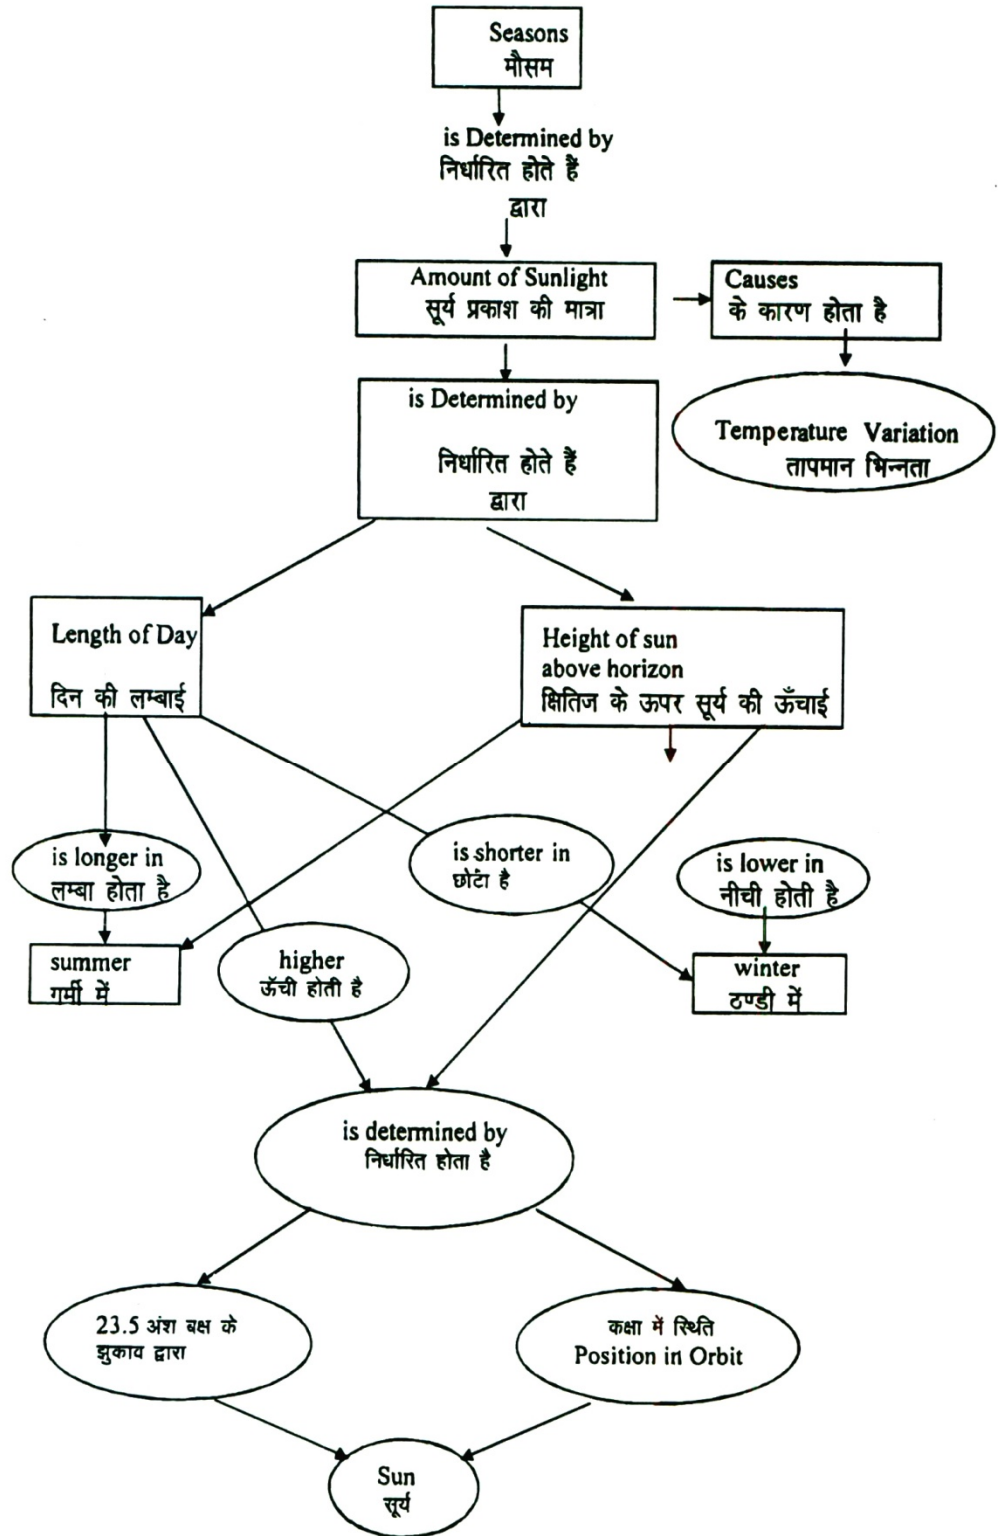 Seasons
मौसम
is Determined by
निर्धारित होते हैं
द्वारा
Amount of Sunlight
सूर्य प्रकाश की मात्रा
Causes
के कारण होता है
is Determined by
निर्धारित होते हैं
द्वारा
Temperature Variation
तापमान भिन्नता
Length of Day
दिन की लम्बाई
Height of sun
above horizon
क्षितिज के ऊपर सूर्य की ऊँचाई
is longer in
लम्बा होता है
is shorter in
छोटा है
is lower in
नीची होती है
summer
गर्मी में
higher
ऊँची होती है
winter
ठण्डी में
is determined by
निर्धारित होता है
23.5 अंश बक्ष के
झुकाव द्वारा
कक्षा में स्थिति
Position in Orbit
Sun
सूर्य